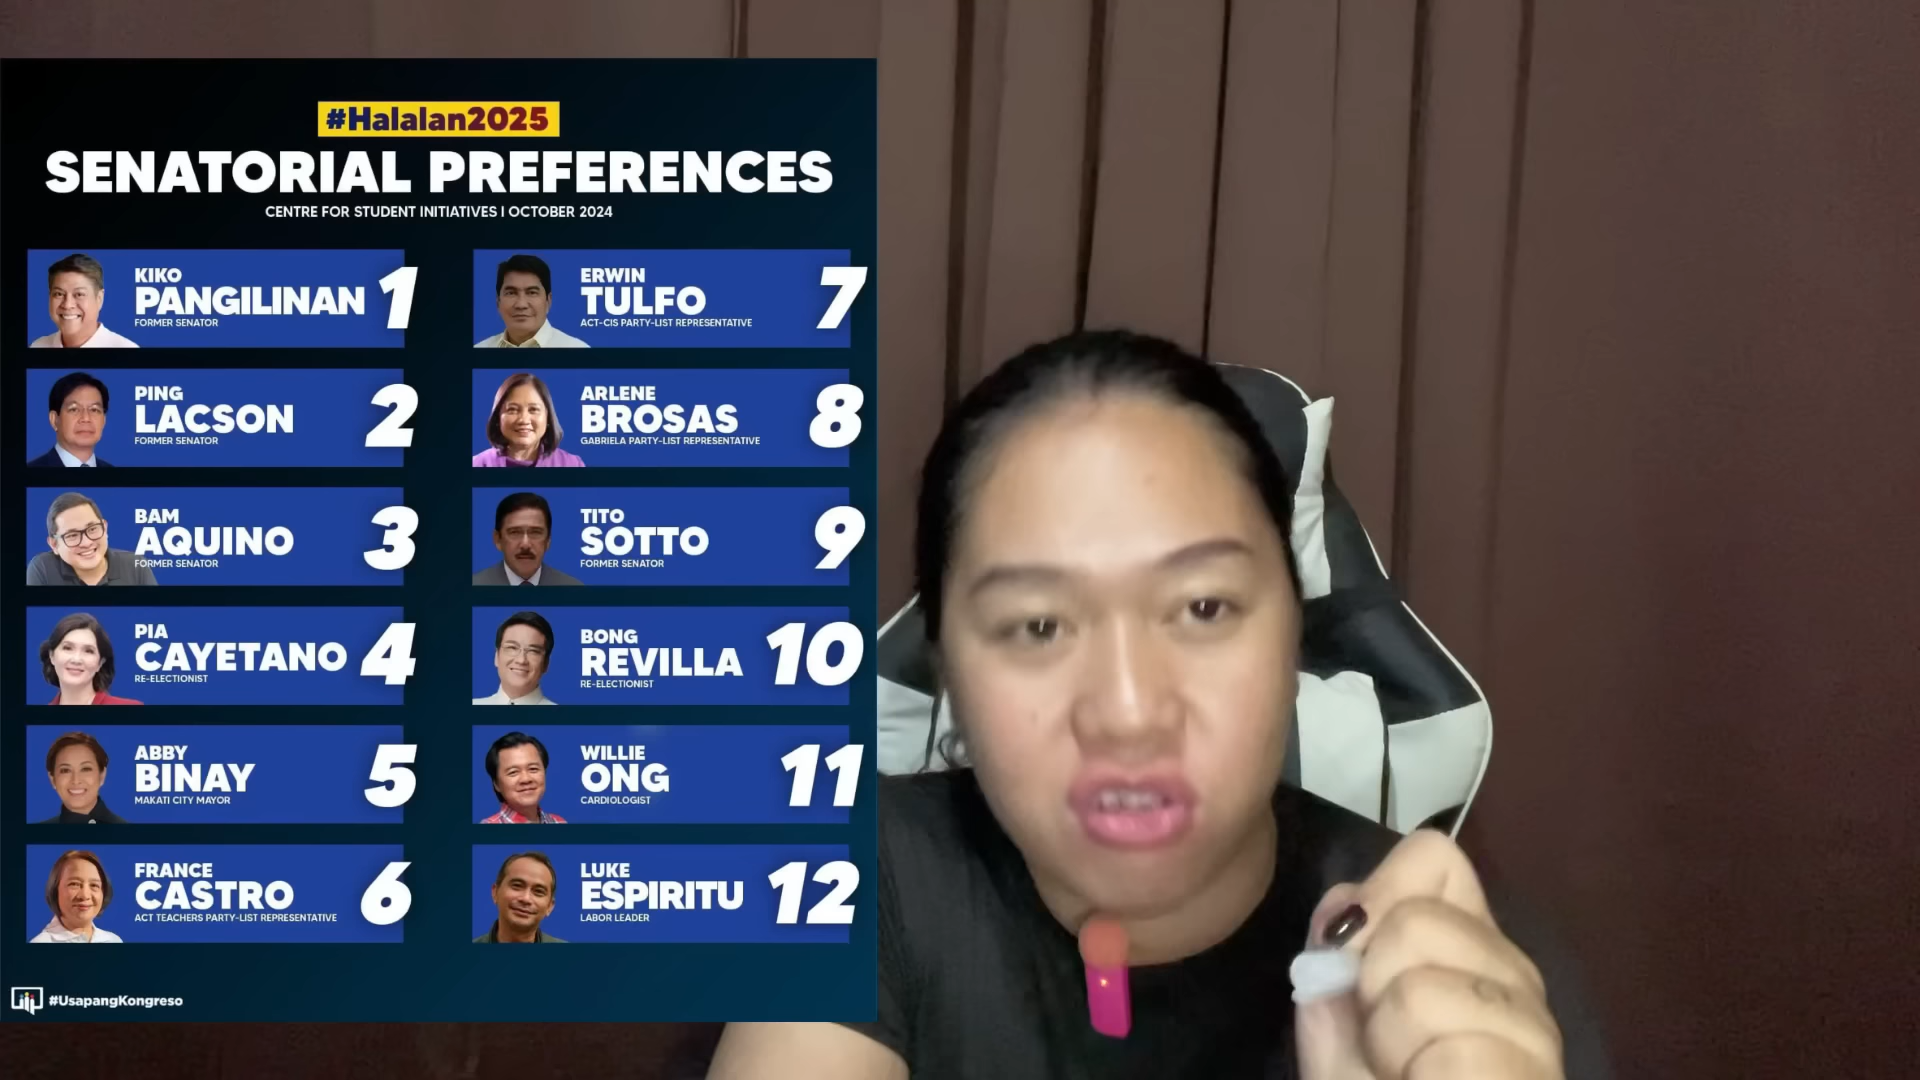 #Halalan2025
SENATORIAL PREFERENCES
CENTRE FOR STUDENT INITIATIVES | OCTOBER 2024
KIKO
PANGILINAN
FORMER SENATOR
1
PING
LACSON
FORMER SENATOR
2
BAM
AQUINO
FORMER SENATOR
3
PIA
CAYETANO
RE-ELECTIONIST
4
ABBY
BINAY
MAKATI CITY MAYOR
5
FRANCE
CASTRO
ACT TEACHERS PARTY-LIST REPRESENTATIVE
6
ERWIN
TULFO
ACT-CIS PARTY-LIST REPRESENTATIVE
7
ARLENE
BROSAS
GABRIELA PARTY-LIST REPRESENTATIVE
8
TITO
SOTTO
FORMER SENATOR
9
BONG
REVILLA
RE-ELECTIONIST
10
WILLIE
ONG
CARDIOLOGIST
11
LUKE
ESPIRITU
LABOR LEADER
12
#UsapangKongreso